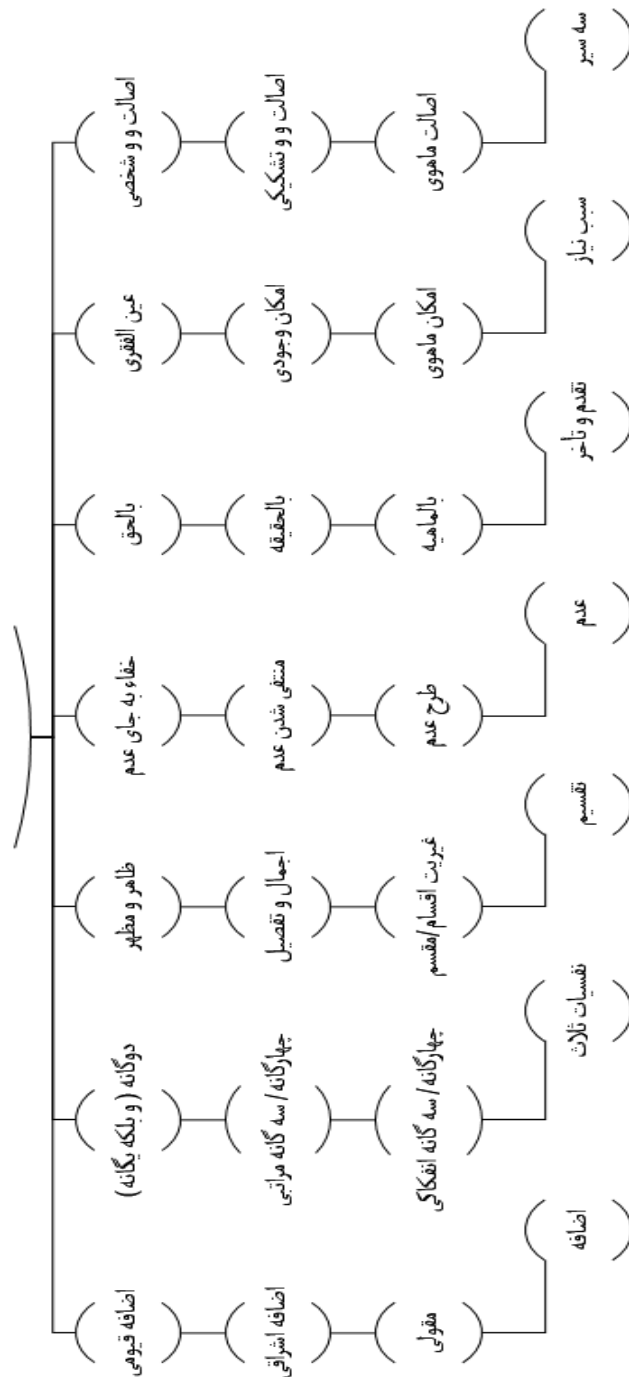 اصالت و و شخصی
عین الفقری
بالحق
خفاء به جای عدم
ظاهر و مظهر
دوگانه (و بلکه یگانه)
اضافه قیومی
اصالت و و تشکیکی
امکان وجودی
بالحقیقه
منتفی شدن عدم
اجمال و تفصیل
چهارگانه/ سه گانه مراتبی
اضافه اشراقی
اصالت ماهوی
امکان ماهوی
بالماهیه
طرح عدم
غیریت اقسام/مقسم
چهارگانه/ سه گانه انفکاکی
مقولی
سه سیر
سبب نیاز
تقدم و تاخر
عدم
تقسیم
نفسیات ثلاث
اضافه